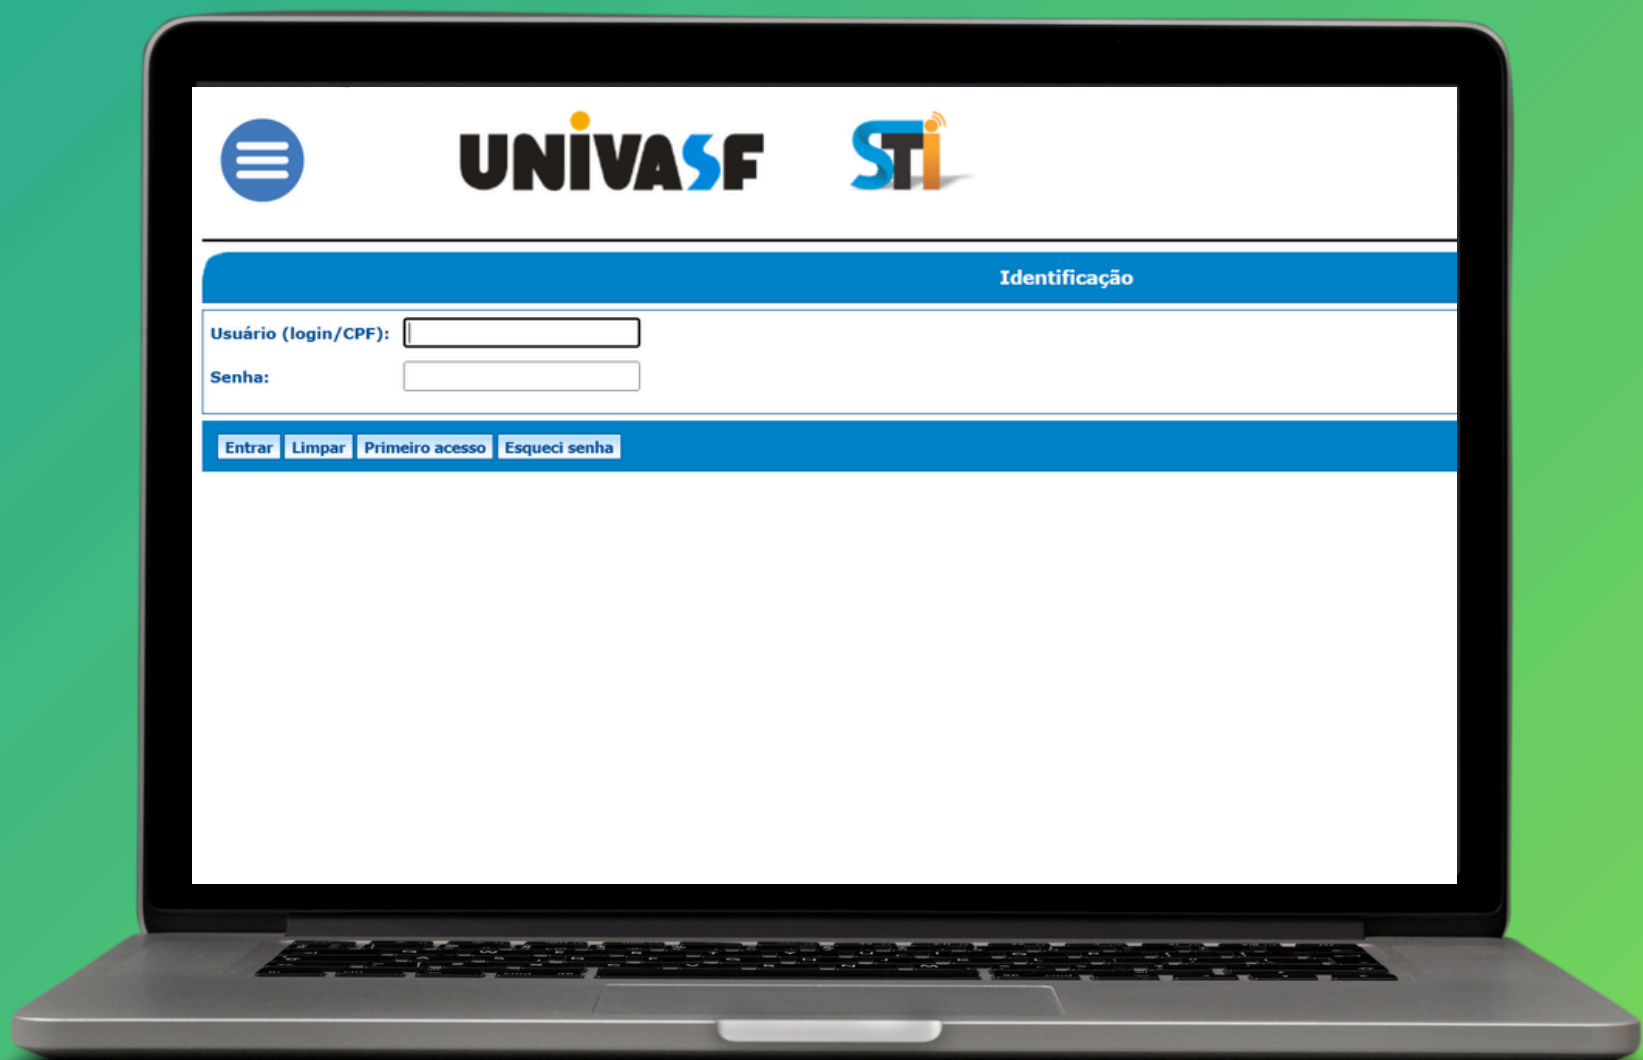 UNIVASF STi
Identificação
Usuário (login/CPF):
Senha:
Entrar Limpar Primeiro acesso Esqueci senha